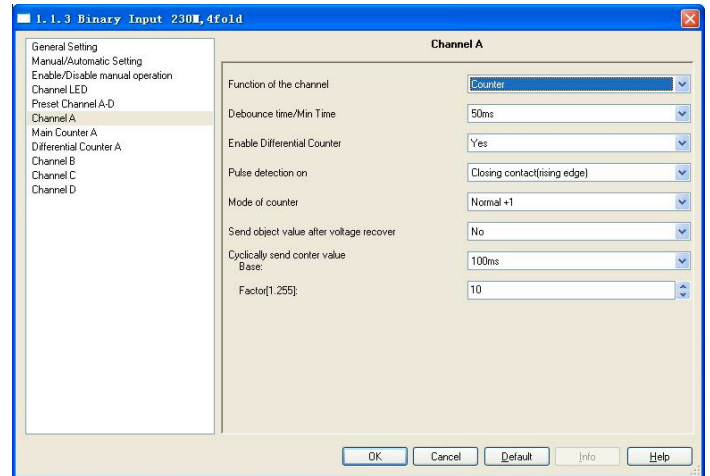 1.1.3 Binary Input 230M,4fold
General Setting
Manual/Automatic Setting
Enable/Disable manual operation
Channel LED
Preset Channel A-D
Channel A
Main Counter A
Differential Counter A
Channel B
Channel C
Channel D
Channel A
Function of the channel Counter
Debounce time/Min Time 50ms
Enable Differential Counter Yes
Pulse detection on Closing contact(rising edge)
Mode of counter Normal +1
Send object value after voltage recover No
Cyclically send conter value
Base: 100ms
Factor[1.255]: 10
OK Cancel Default Info Help